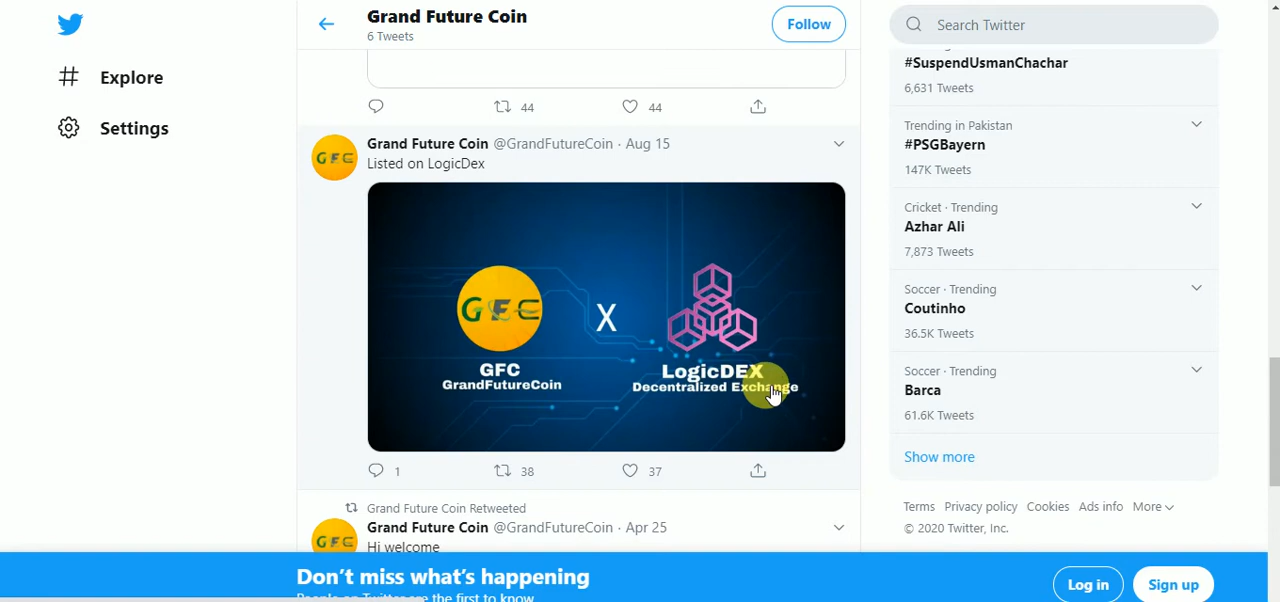 Grand Future Coin
6 Tweets
Follow
Search Twitter
Explore
Settings
44 44
Grand Future Coin @GrandFutureCoin · Aug 15
Listed on LogicDex
GFC
X
GFC
GrandFutureCoin
LogicDEX
Decentralized Exchange
1 38 37
Grand Future Coin Retweeted
Grand Future Coin @GrandFutureCoin · Apr 25
GFC
Hi welcome
#SuspendUsmanChachar
6,631 Tweets
Trending in Pakistan
#PSGBayern
147K Tweets
Cricket · Trending
Azhar Ali
7,873 Tweets
Soccer · Trending
Coutinho
36.5K Tweets
Soccer · Trending
Barca
61.6K Tweets
Show more
Terms Privacy policy Cookies Ads info More
© 2020 Twitter, Inc.
Don't miss what's happening
People on Twitter are the first to know.
Log in
Sign up
GFC